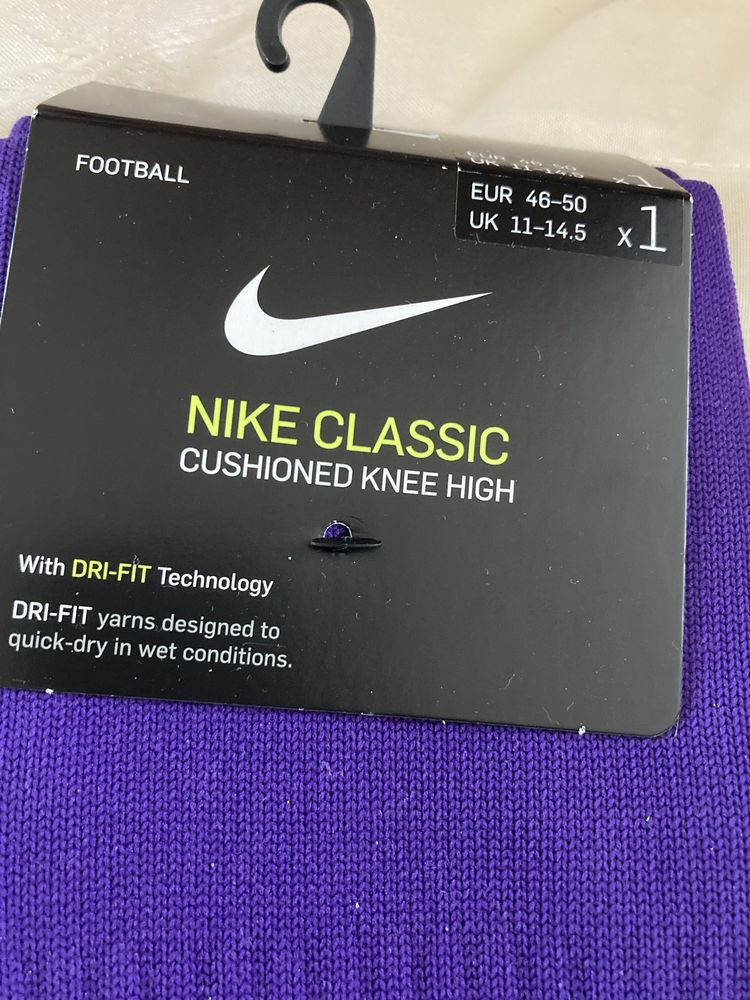 FOOTBALL
EUR 46–50
UK 11–14.5
x1
NIKE CLASSIC
CUSHIONED KNEE HIGH
With DRI-FIT Technology
DRI-FIT yarns designed to
quick-dry in wet conditions.